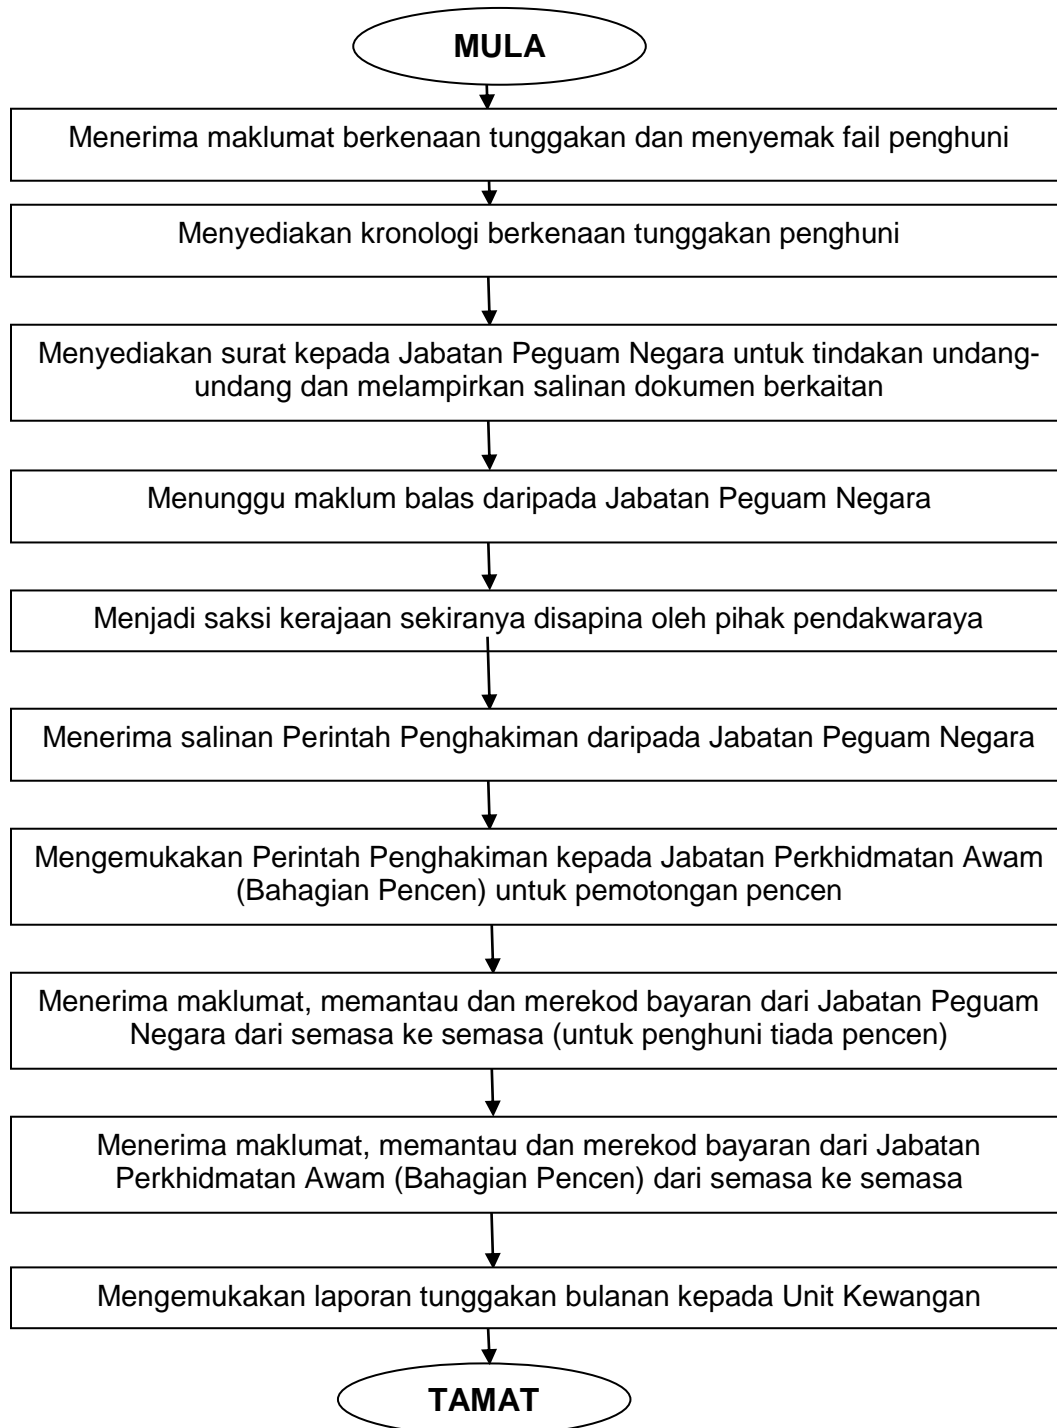 MULA
Menerima maklumat berkenaan tunggakan dan menyemak fail penghuni
Menyediakan kronologi berkenaan tunggakan penghuni
Menyediakan surat kepada Jabatan Peguam Negara untuk tindakan undang-
undang dan melampirkan salinan dokumen berkaitan
Menunggu maklum balas daripada Jabatan Peguam Negara
Menjadi saksi kerajaan sekiranya disapina oleh pihak pendakwaraya
Menerima salinan Perintah Penghakiman daripada Jabatan Peguam Negara
Mengemukakan Perintah Penghakiman kepada Jabatan Perkhidmatan Awam
(Bahagian Pencen) untuk pemotongan pencen
Menerima maklumat, memantau dan merekod bayaran dari Jabatan Peguam
Negara dari semasa ke semasa (untuk penghuni tiada pencen)
Menerima maklumat, memantau dan merekod bayaran dari Jabatan
Perkhidmatan Awam (Bahagian Pencen) dari semasa ke semasa
Mengemukakan laporan tunggakan bulanan kepada Unit Kewangan
TAMAT